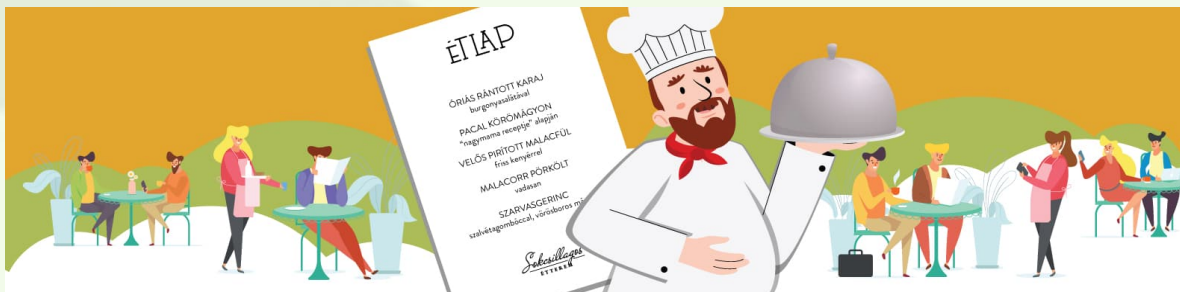 ÉTLAP
ÓRIÁS RÁNTOTT KARAJ
burgonyasalátával
PACAL KÖRÖMÁGYON
"nagymama receptje" alapján
VELŐS PIRÍTOTT MALACFÜL
friss kenyérrel
MALACORR PÖRKÖLT
vadasan
SZARVASGERINC
szalvétagombóccal, vörösboros
Sokcsillagos
ÉTTEREM